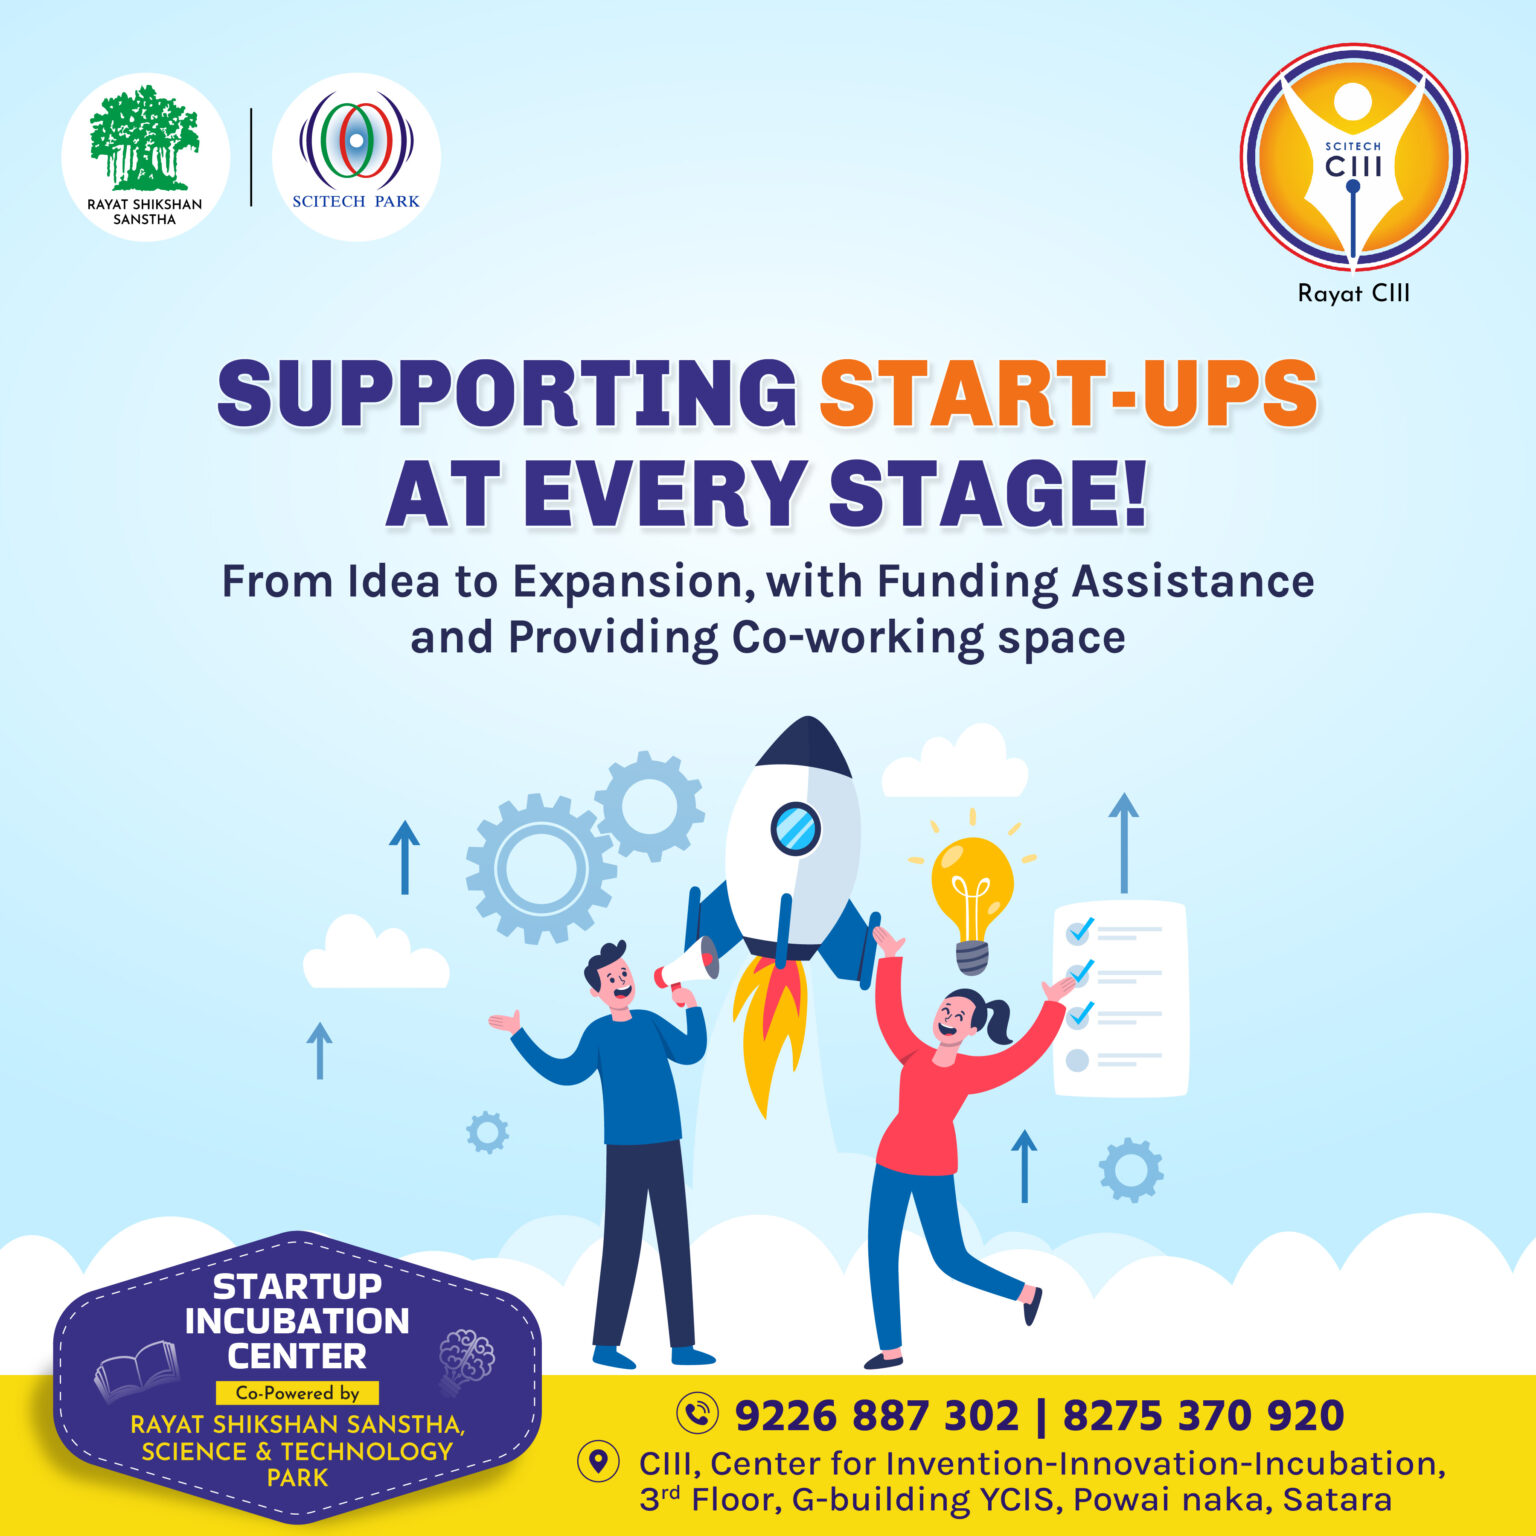 RAYAT SHIKSHAN
SANSTHA
SCITECH PARK
SCITECH
CIII
Rayat CIII
SUPPORTING START-UPS
AT EVERY STAGE!
From Idea to Expansion, with Funding Assistance
and Providing Co-working space
STARTUP
INCUBATION
CENTER
Co-Powered by
RAYAT SHIKSHAN SANSTHA,
SCIENCE & TECHNOLOGY
PARK
9226 887 302 | 8275 370 920
CIII, Center for Invention-Innovation-Incubation,
3rd Floor, G-building YCIS, Powai naka, Satara